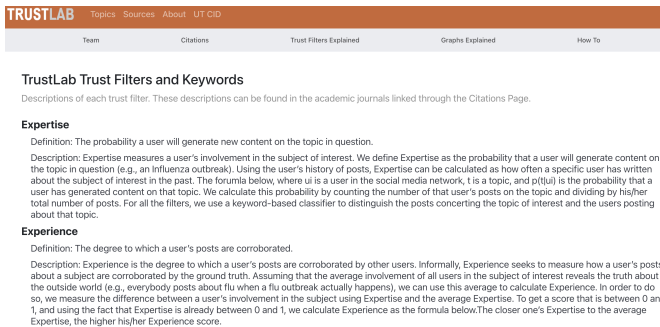 TRUSTLAB Topics Sources About UT CID
Team Citations Trust Filters Explained Graphs Explained How To
TrustLab Trust Filters and Keywords
Descriptions of each trust filter. These descriptions can be found in the academic journals linked through the Citations Page.
Expertise
Definition: The probability a user will generate new content on the topic in question.
Description: Expertise measures a user's involvement in the subject of interest. We define Expertise as the probability that a user will generate content on
the topic in question (e.g., an Influenza outbreak). Using the user's history of posts, Expertise can be calculated as how often a specific user has written
about the subject of interest in the past. The forumla below, where ui is a user in the social media network, t is a topic, and p(t|ui) is the probability that a
user has generated content on that topic. We calculate this probability by counting the number of that user's posts on the topic and dividing by his/her
total number of posts. For all the filters, we use a keyword-based classifier to distinguish the posts concerting the topic of interest and the users posting
about that topic.
Experience
Definition: The degree to which a user's posts are corroborated.
Description: Experience is the degree to which a user's posts are corroborated by other users. Informally, Experience seeks to measure how a user's posts
about a subject are corroborated by the ground truth. Assuming that the average involvement of all users in the subject of interest reveals the truth about
the outside world (e.g., everybody posts about flu when a flu outbreak actually happens), we can use this average to calculate Experience. In order to do
so, we measure the difference between a user's involvement in the subject using Expertise and the average Expertise. To get a score that is between 0 an
1, and using the fact that Expertise is already between 0 and 1, we calculate Experience as the formula below.The closer one's Expertise to the average
Expertise, the higher his/her Experience score.